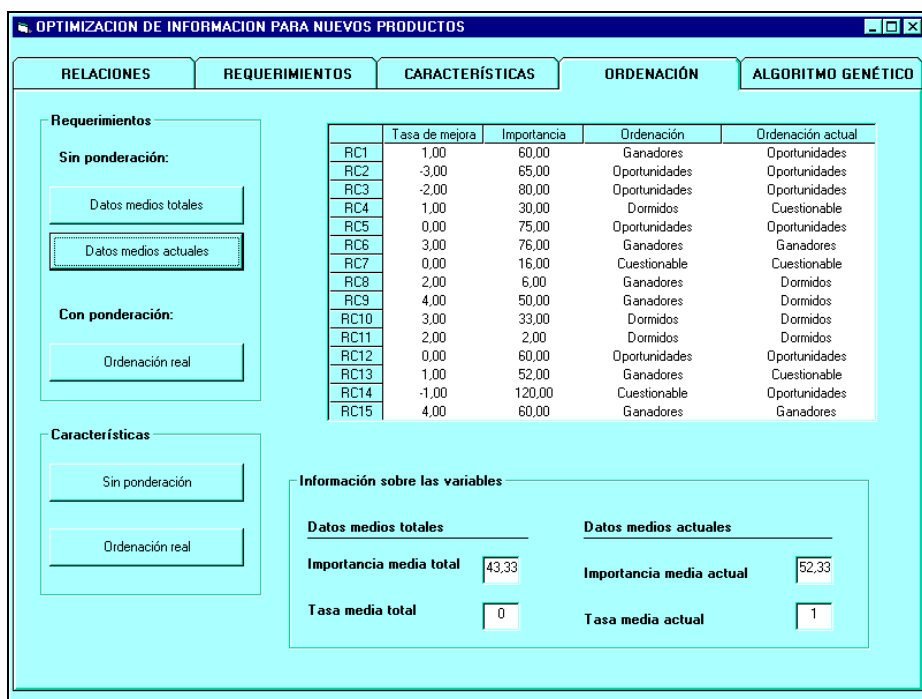 OPTIMIZACION DE INFORMACION PARA NUEVOS PRODUCTOS
RELACIONES REQUERIMIENTOS CARACTERÍSTICAS ORDENACIÓN ALGORITMO GENÉTICO
Requerimientos
Sin ponderación:
Datos medios totales
Datos medios actuales
Con ponderación:
Ordenación real
Características
Sin ponderación
Ordenación real
Tasa de mejora Importancia Ordenación Ordenación actual
RC1 1,00 60,00 Ganadores Oportunidades
RC2 -3,00 65,00 Oportunidades Oportunidades
RC3 -2,00 80,00 Oportunidades Oportunidades
RC4 1,00 30,00 Dormidos Cuestionable
RC5 0,00 75,00 Oportunidades Oportunidades
RC6 3,00 76,00 Ganadores Ganadores
RC7 0,00 16,00 Cuestionable Cuestionable
RC8 2,00 6,00 Ganadores Dormidos
RC9 4,00 50,00 Ganadores Dormidos
RC10 3,00 33,00 Dormidos Dormidos
RC11 2,00 2,00 Dormidos Dormidos
RC12 0,00 60,00 Oportunidades Oportunidades
RC13 1,00 52,00 Ganadores Cuestionable
RC14 -1,00 120,00 Cuestionable Oportunidades
RC15 4,00 60,00 Ganadores Ganadores
Información sobre las variables
Datos medios totales
Importancia media total 43,33
Tasa media total 0
Datos medios actuales
Importancia media actual 52,33
Tasa media actual 1